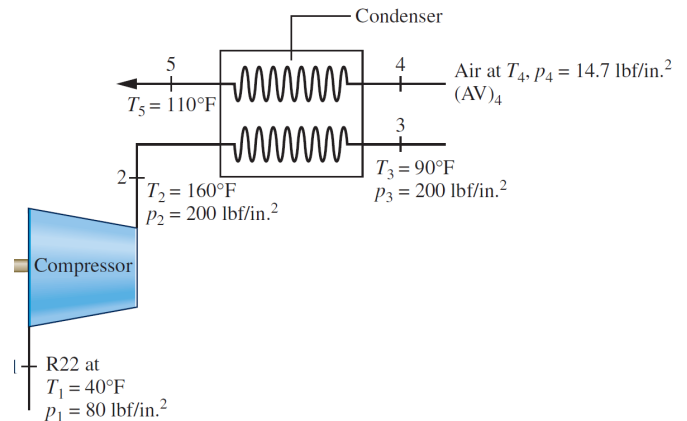 Condenser
5
4
Air at T₄, p₄ = 14.7 lbf/in.²
(AV)₄
T₅ = 110°F
3
T₃ = 90°F
p₃ = 200 lbf/in.²
2
T₂ = 160°F
p₂ = 200 lbf/in.²
Compressor
R22 at
T₁ = 40°F
p₁ = 80 lbf/in.²